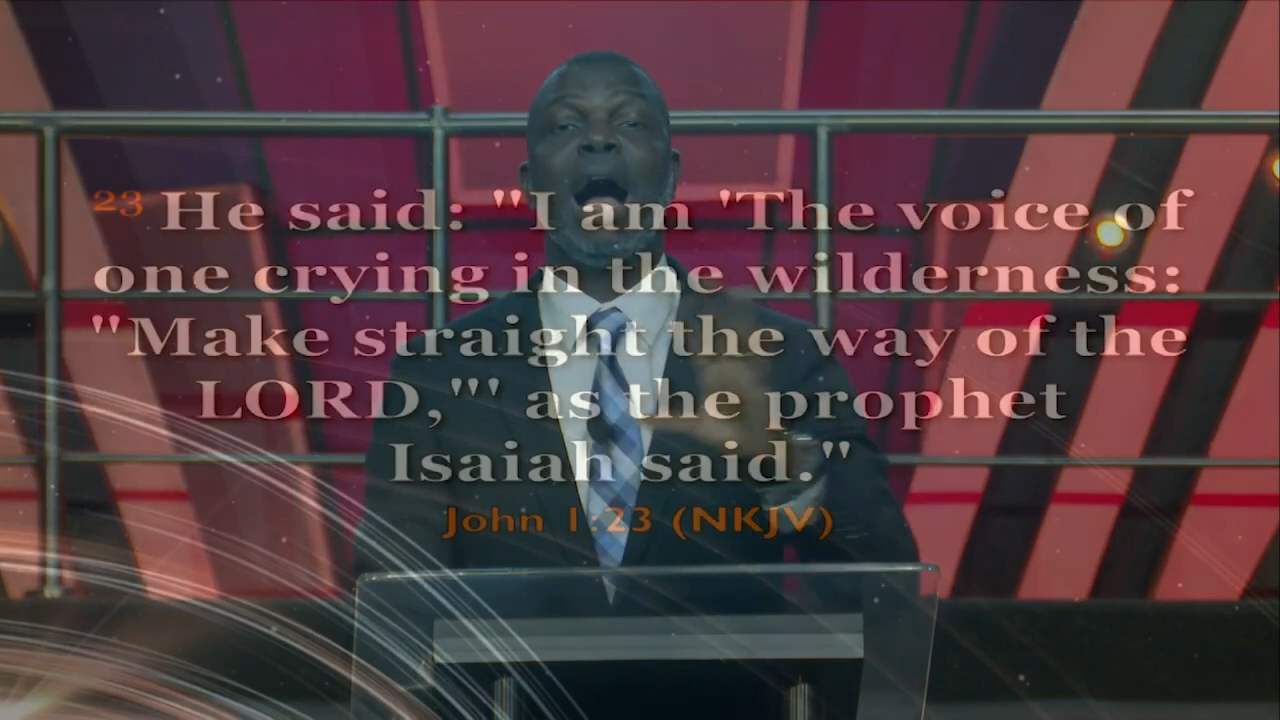 23 He said: "I am 'The voice of
one crying in the wilderness:
"Make straight the way of the
LORD,"' as the prophet
Isaiah said."
John 1:23 (NKJV)